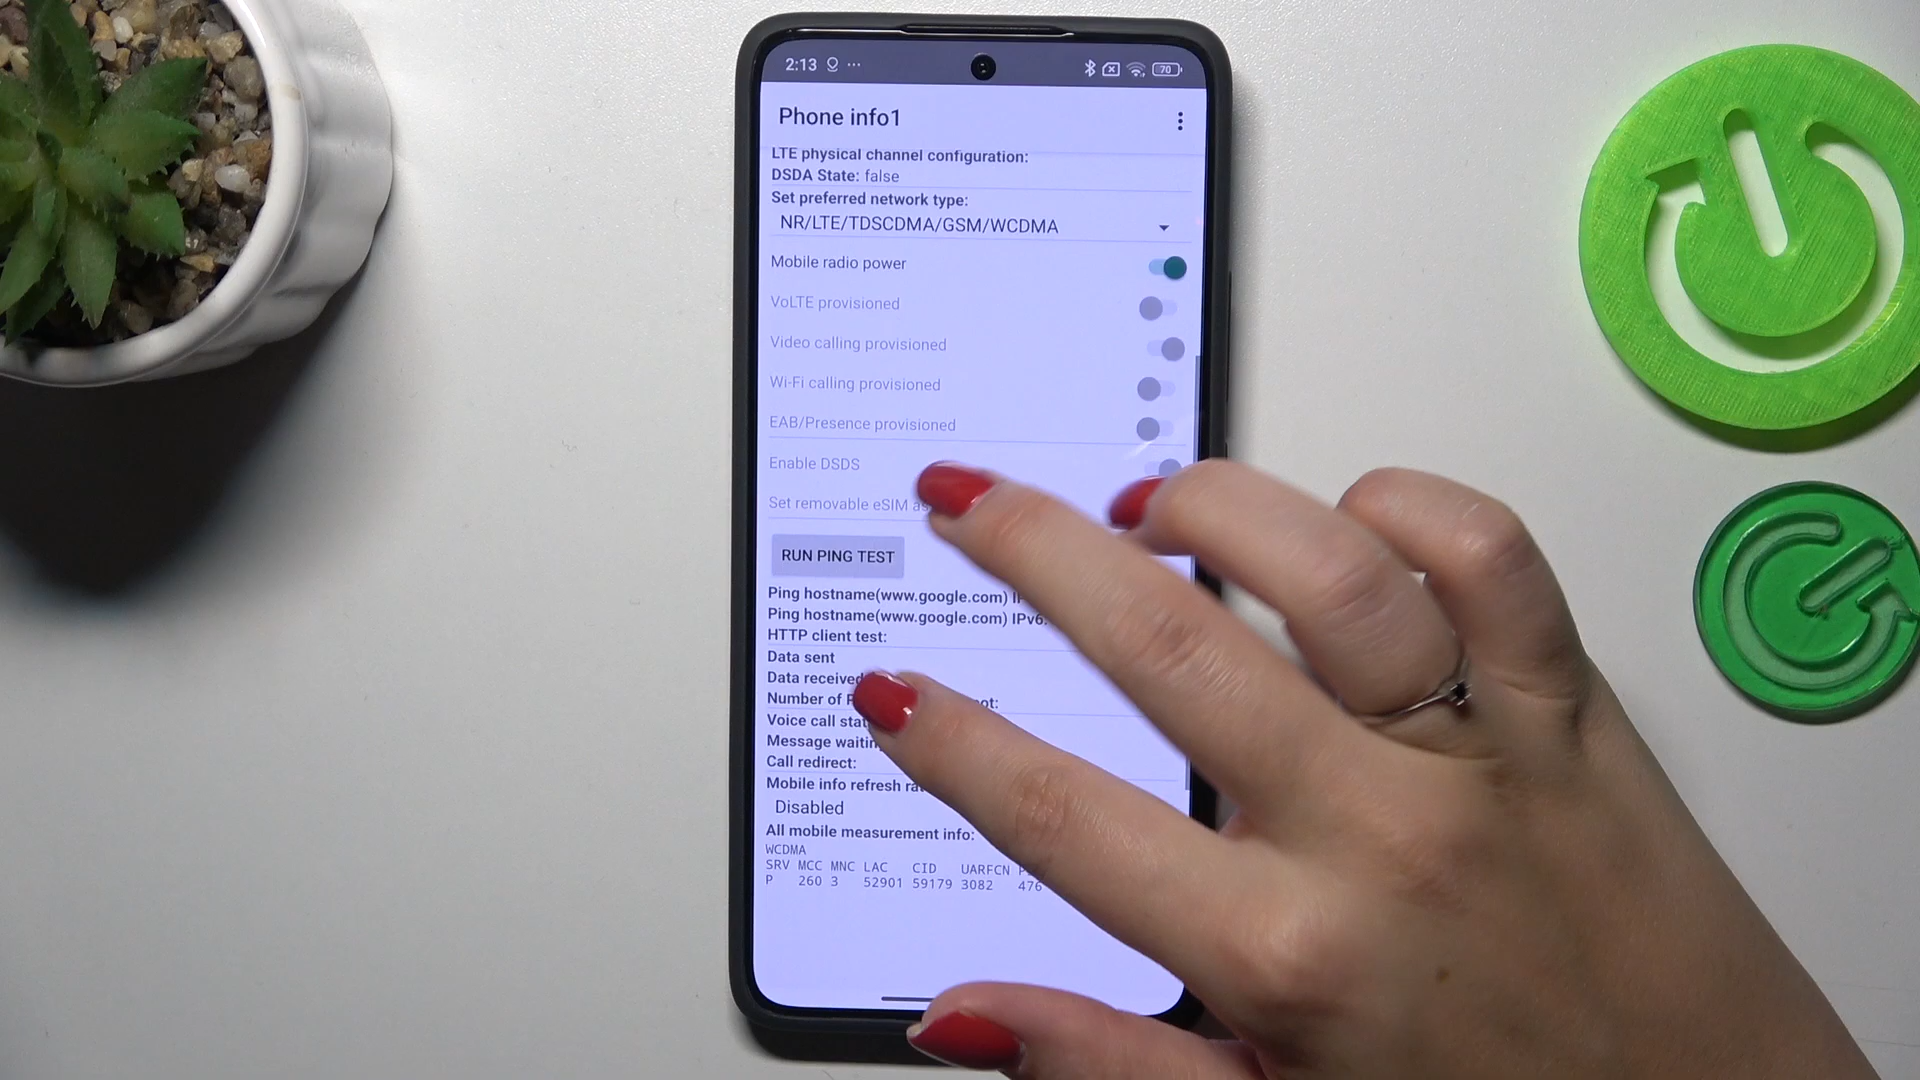 2:13
70
Phone info1
LTE physical channel configuration:
DSDA State: false
Set preferred network type:
NR/LTE/TDSCDMA/GSM/WCDMA
Mobile radio power
VoLTE provisioned
Video calling provisioned
Wi-Fi calling provisioned
EAB/Presence provisioned
Enable DSDS
Set removable eSIM
RUN PING TEST
Ping hostname(www.google.com)
Ping hostname(www.google.com) IPv6:
HTTP client test:
Data sent
Data received
Number of
Voice call
Message
Call redirect:
Mobile info refresh
Disabled
All mobile measurement info:
WCDMA
SRV MCC MNC LAC CID UARFCN
P 260 3 52901 59179 3082 476